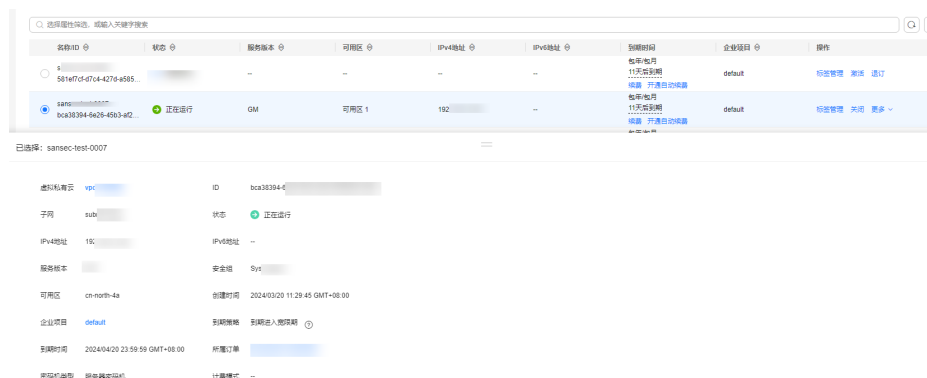 选择属性筛选，或输入关键字搜索
名称/ID 状态 服务版本 可用区 IPv4地址 IPv6地址 到期时间 企业项目 操作
s
581ef7cf-d7c4-427d-a585... -- -- -- -- 包年/包月 11天后到期 续费 开通自动续费 default 标签管理 激活 退订
sans
bca38394-6e26-45b3-af2... 正在运行 GM 可用区 1 192 -- 包年/包月 11天后到期 续费 开通自动续费 default 标签管理 关闭 更多
包年/包月
已选择：sansec-test-0007
虚拟私有云 vpc ID bca38394-6
子网 sub 状态 正在运行
IPv4地址 19 IPv6地址 --
服务版本 安全组 Sys
可用区 cn-north-4a 创建时间 2024/03/20 11:29:45 GMT+08:00
企业项目 default 到期策略 到期进入宽限期
到期时间 2024/04/20 23:59:59 GMT+08:00 所属订单
密码机类型 服务器密码机 计费模式 --